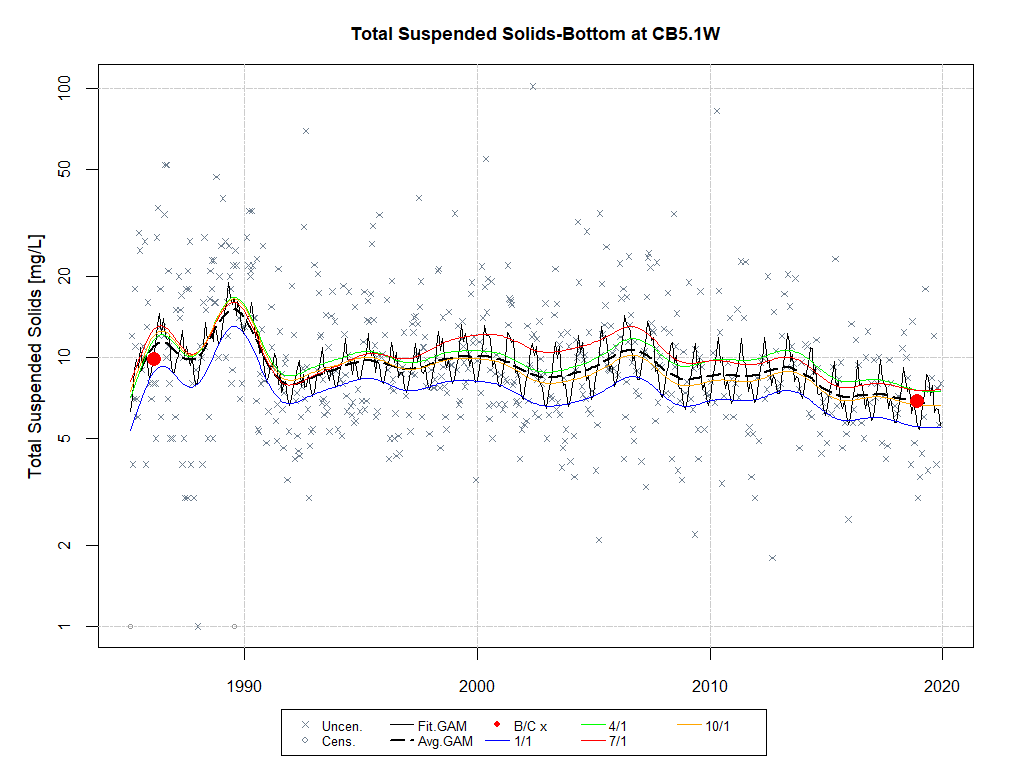 Total Suspended Solids-Bottom at CB5.1W
Total Suspended Solids [mg/L]
100
50
20
10
5
2
1
1990 2000 2010 2020
Uncen. Fit.GAM B/C x 4/1 10/1
Cens. Avg.GAM 1/1 7/1